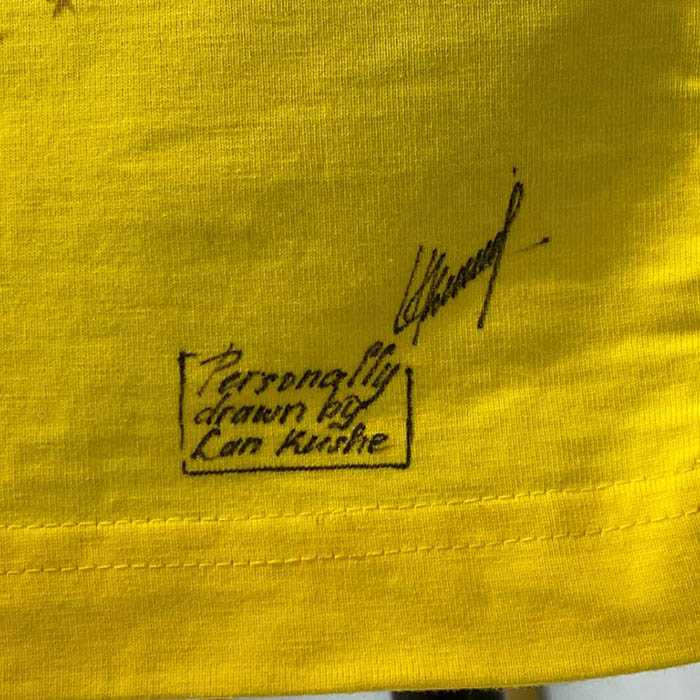 Personally
drawn by
Lan Kushe